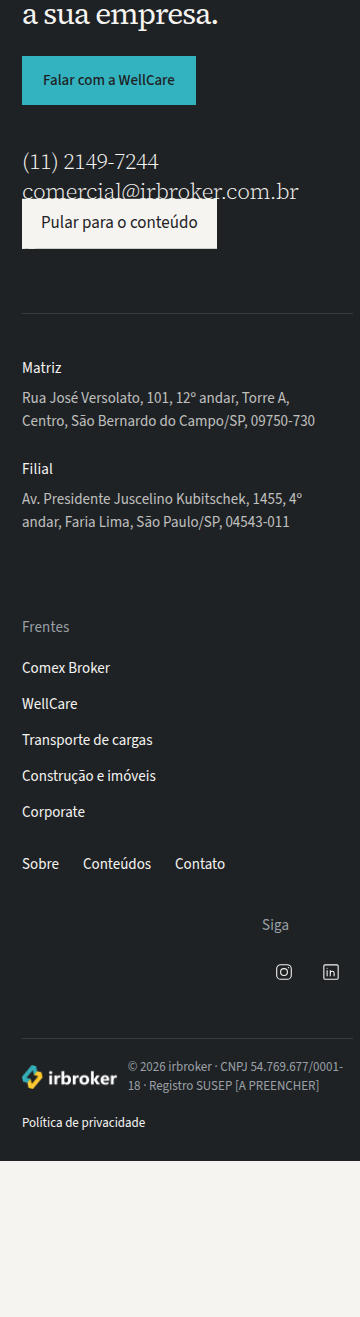 a sua empresa.
Falar com a WellCare
(11) 2149-7244
comercial@irbroker.com.br
Pular para o conteúdo
Matriz
Rua José Versolato, 101, 12º andar, Torre A,
Centro, São Bernardo do Campo/SP, 09750-730
Filial
Av. Presidente Juscelino Kubitschek, 1455, 4º
andar, Faria Lima, São Paulo/SP, 04543-011
Frentes
Comex Broker
WellCare
Transporte de cargas
Construção e imóveis
Corporate
Sobre Conteúdos Contato
Siga
irbroker
© 2026 irbroker · CNPJ 54.769.677/0001-
18 · Registro SUSEP [A PREENCHER]
Política de privacidade